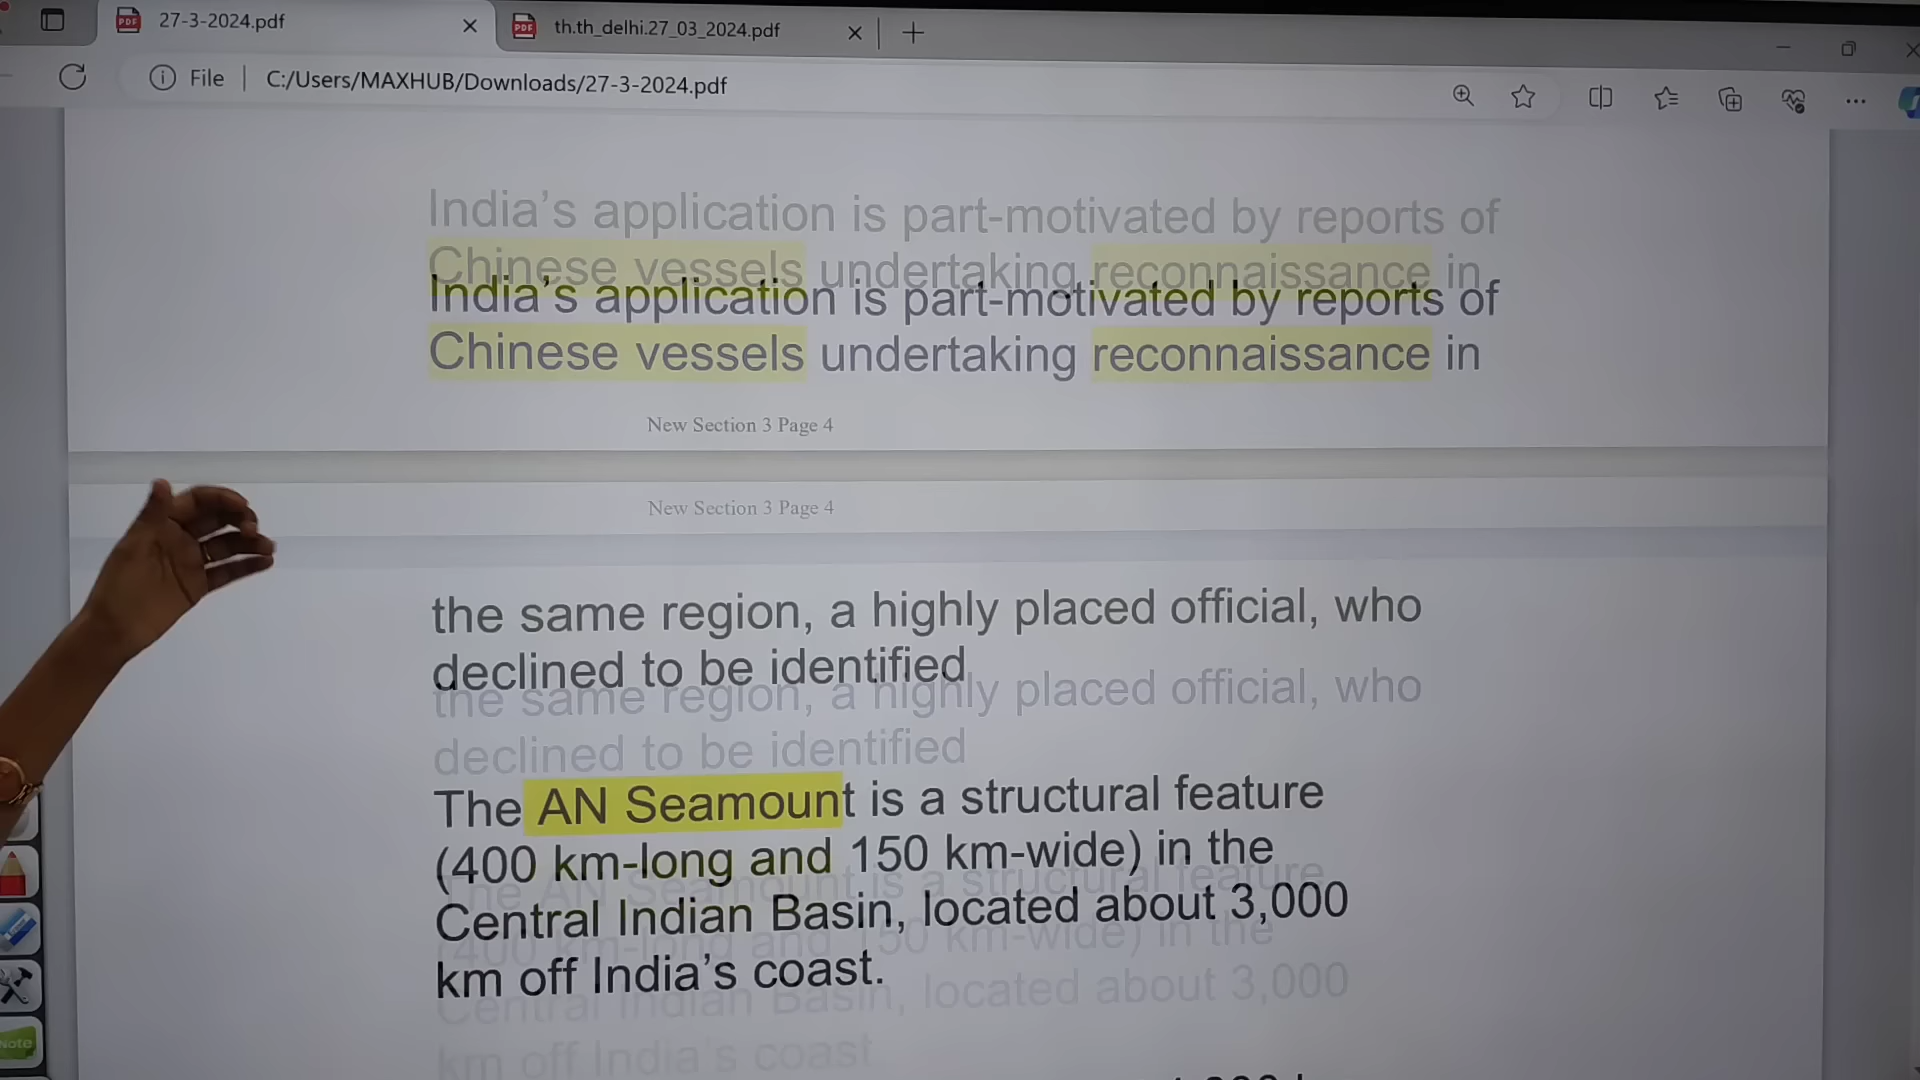 27-3-2024.pdf
th.th_delhi.27_03_2024.pdf
File
C:/Users/MAXHUB/Downloads/27-3-2024.pdf
India's application is part-motivated by reports of
Chinese vessels undertaking reconnaissance in
India's application is part-motivated by reports of
Chinese vessels undertaking reconnaissance in
New Section 3 Page 4
New Section 3 Page 4
the same region, a highly placed official, who
declined to be identified
the same region, a highly placed official, who
declined to be identified
The AN Seamount is a structural feature
(400 km-long and 150 km-wide) in the
Central Indian Basin, located about 3,000
km off India's coast.
The AN Seamount is a structural feature
(400 km-long and 150 km-wide) in the
Central Indian Basin, located about 3,000
km off India's coast
PDF
PDF
Note